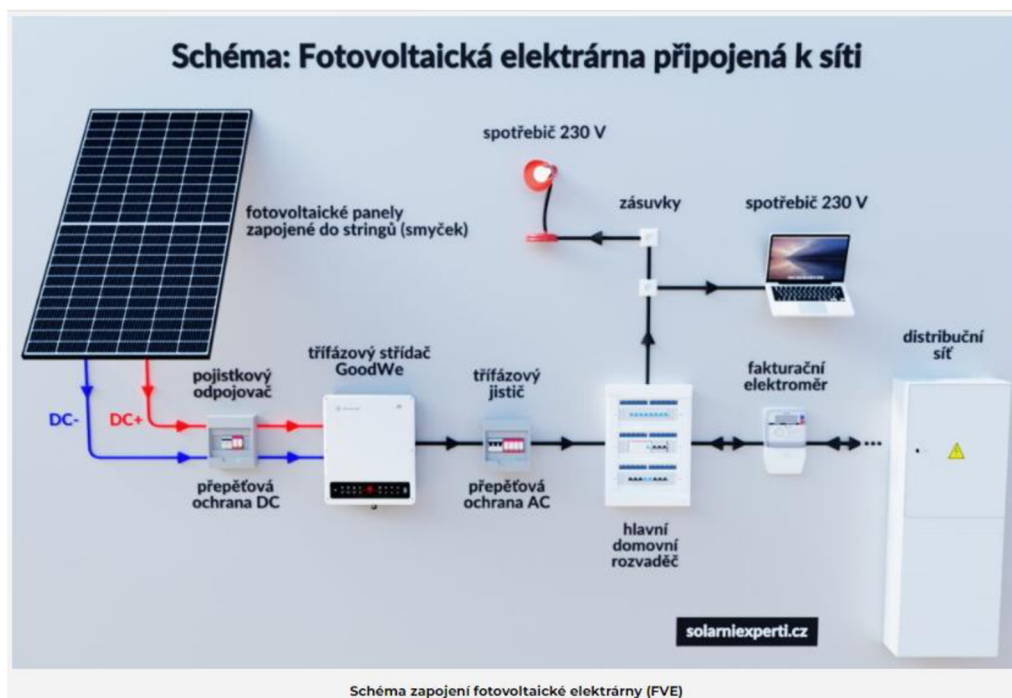 Schéma: Fotovoltaická elektrárna připojená k síti
spotřebič 230 V
zásuvky
spotřebič 230 V
fotovoltaické panely
zapojené do stringů (smyček)
distribuční
síť
třífázový střídač
GoodWe
pojistkový
odpojovač
třífázový
jistič
fakturační
elektroměr
DC-
DC+
přepěťová
ochrana DC
přepěťová
ochrana AC
hlavní
domovní
rozvaděč
solarniexperti.cz
Schéma zapojení fotovoltaické elektrárny (FVE)